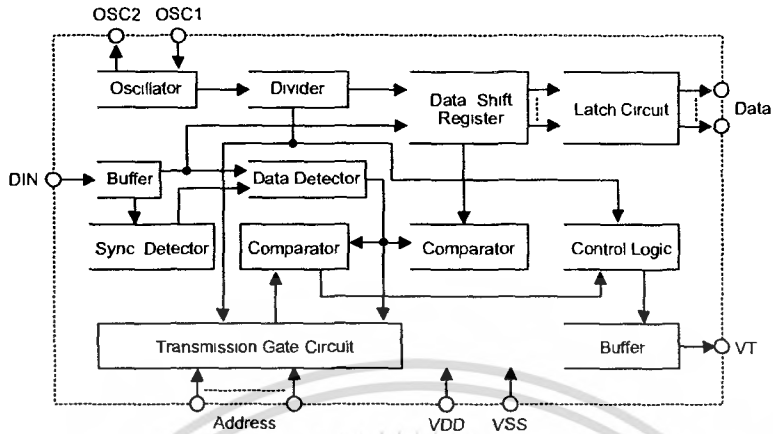 OSC2 OSC1
Oscillator
Divider
Data Shift
Register
Latch Circuit
Data
DIN
Buffer
Data Detector
Sync Detector
Comparator
Comparator
Control Logic
Transmission Gate Circuit
Buffer
VT
Address
VDD
VSS